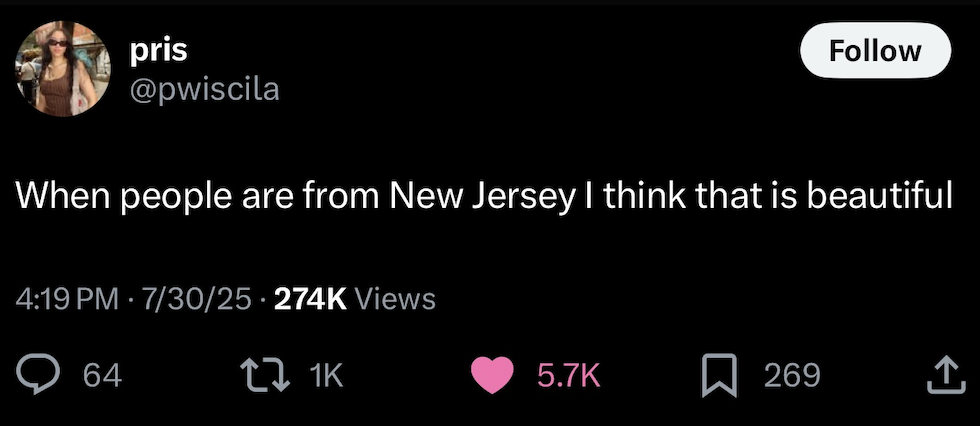 pris
Follow
@pwiscila
When people are from New Jersey I think that is beautiful
4:19 PM · 7/30/25 · 274K Views
64 1K 5.7K 269